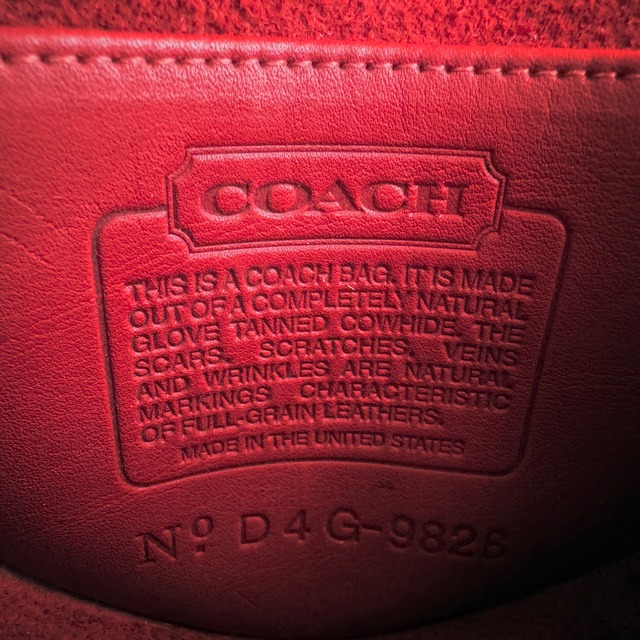 COACH
THIS IS A COACH BAG. IT IS MADE
OUT OF A COMPLETELY NATURAL
GLOVE TANNED COWHIDE. THE
SCARS, SCRATCHES, VEINS
AND WRINKLES ARE NATURAL
MARKINGS CHARACTERISTIC
OF FULL-GRAIN LEATHERS.
MADE IN THE UNITED STATES
Nº D4G-9826